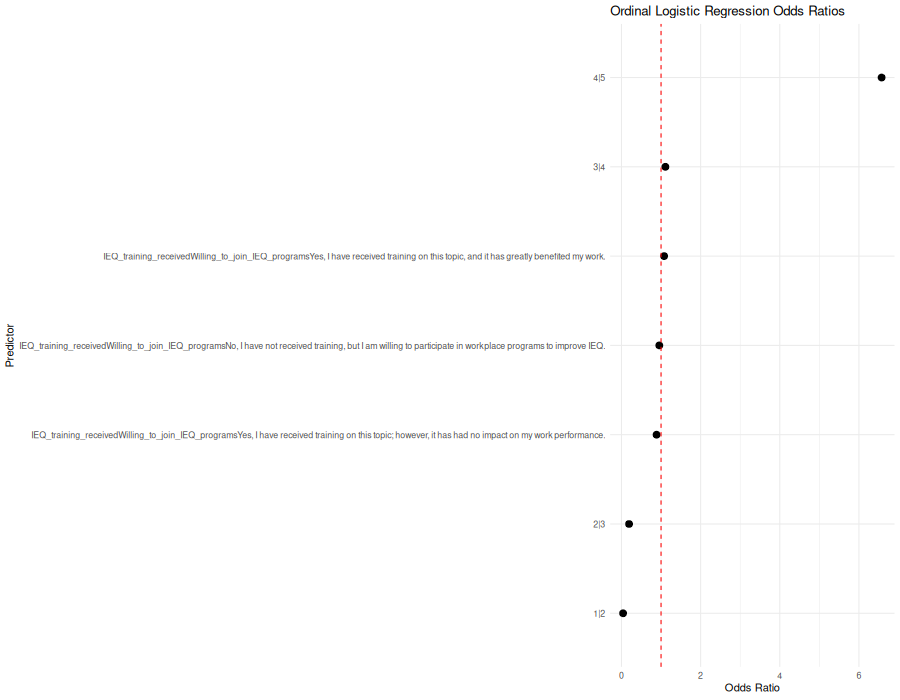 Ordinal Logistic Regression Odds Ratios
Predictor
4|5
3|4
IEQ_training_receivedWilling_to_join_IEQ_programsYes, I have received training on this topic, and it has greatly benefited my work.
IEQ_training_receivedWilling_to_join_IEQ_programsNo, I have not received training, but I am willing to participate in workplace programs to improve IEQ.
IEQ_training_receivedWilling_to_join_IEQ_programsYes, I have received training on this topic; however, it has had no impact on my work performance.
2|3
1|2
0 2 4 6
Odds Ratio